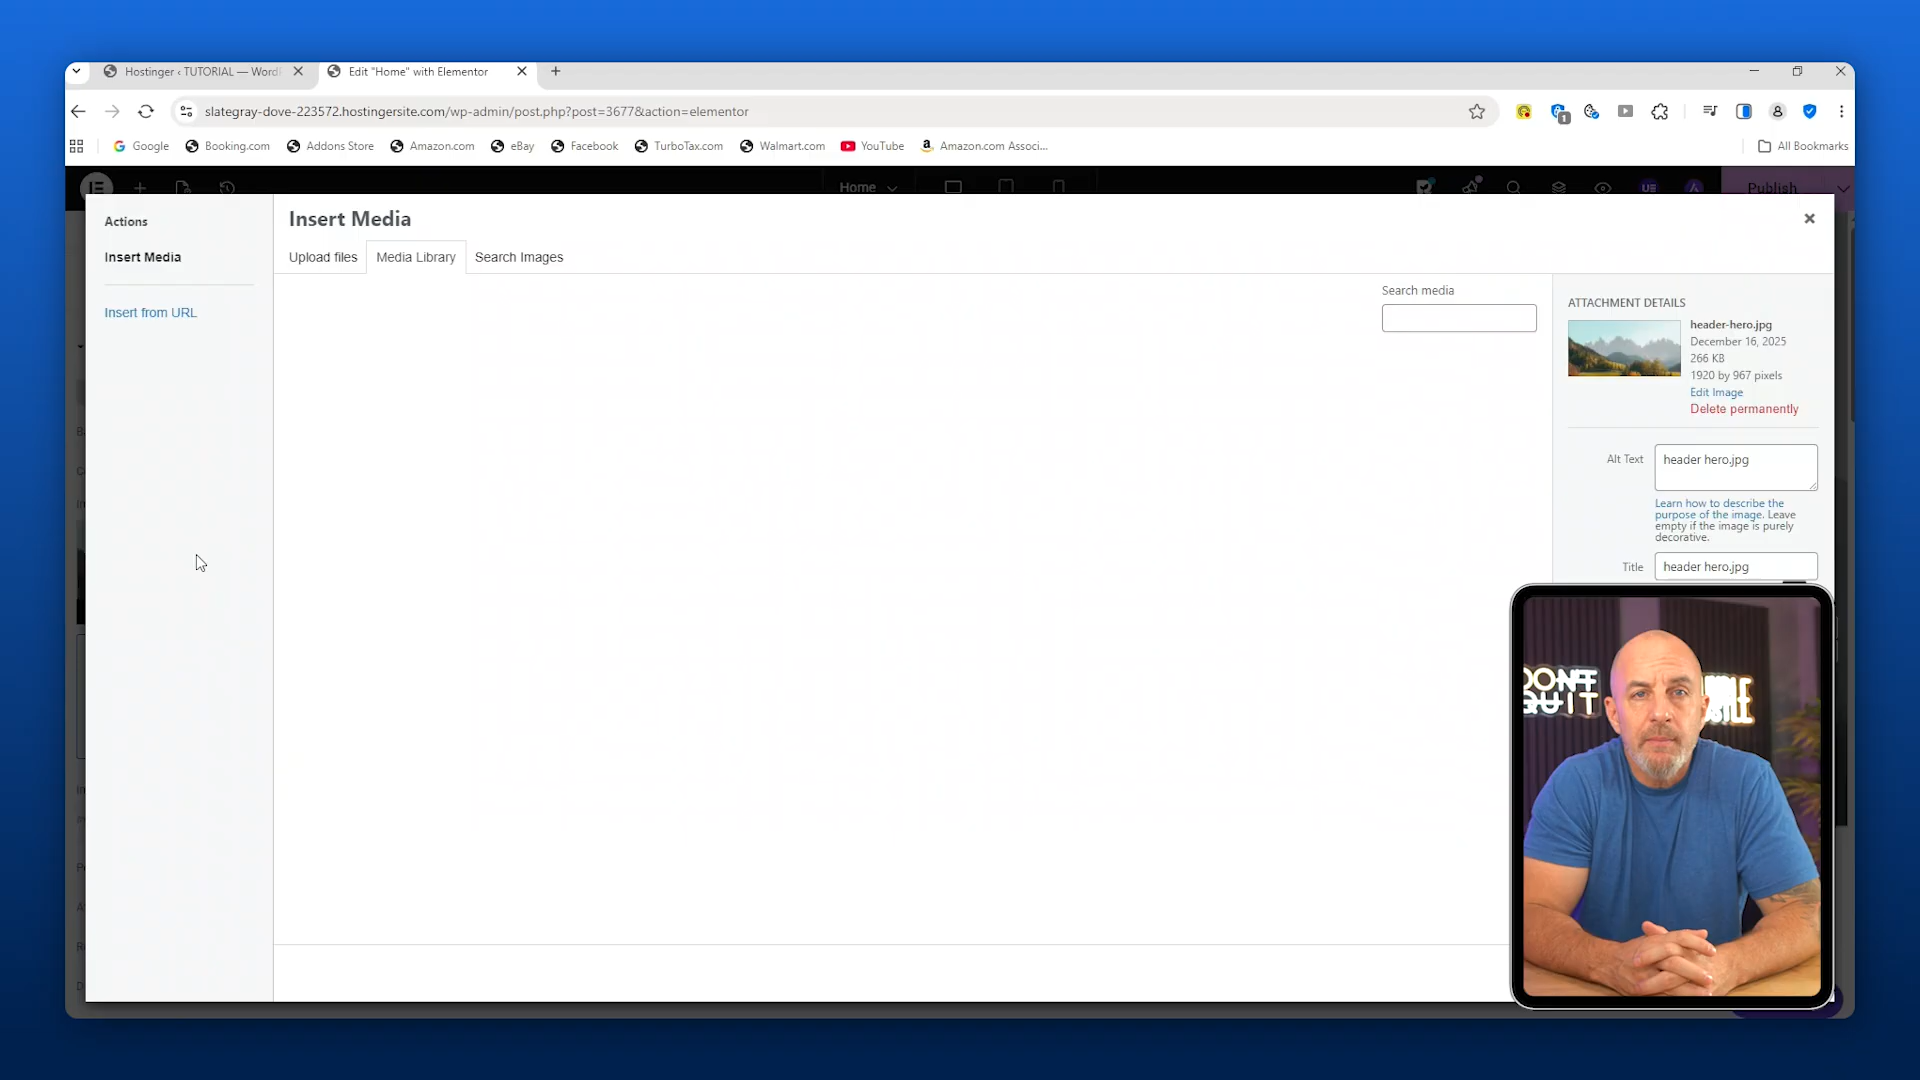 Hostinger ‹ TUTORIAL — Word
Edit "Home" with Elementor
slategray-dove-223572.hostingersite.com/wp-admin/post.php?post=3677&action=elementor
1
Google
Booking.com
Addons Store
Amazon.com
eBay
Facebook
TurboTax.com
Walmart.com
YouTube
Amazon.com Associ...
All Bookmarks
Home
UE
Publish
Actions
Insert Media
Insert from URL
Insert Media
Upload files
Media Library
Search Images
Search media
ATTACHMENT DETAILS
header-hero.jpg
December 16, 2025
266 KB
1920 by 967 pixels
Edit Image
Delete permanently
Alt Text
header hero.jpg
Learn how to describe the
purpose of the image. Leave
empty if the image is purely
decorative.
Title
header hero.jpg
DON'T
QUIT